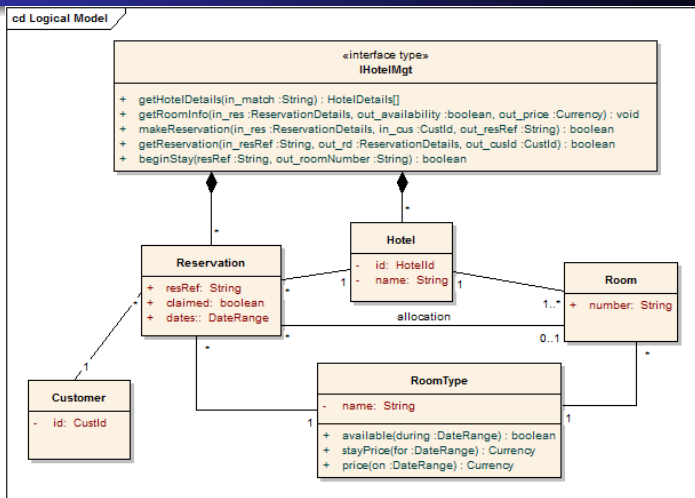 cd Logical Model
«interface type»
IHotelMgt
+ getHotelDetails(in_match :String) : HotelDetails[]
+ getRoomInfo(in_res :ReservationDetails, out_availability :boolean, out_price :Currency) : void
+ makeReservation(in_res :ReservationDetails, in_cus :CustId, out_resRef :String) : boolean
+ getReservation(in_resRef :String, out_rd :ReservationDetails, out_cusId :CustId) : boolean
+ beginStay(resRef :String, out_roomNumber :String) : boolean
*
*
Reservation
+ resRef: String
+ claimed: boolean
+ dates:: DateRange
Hotel
- id: HotelId
- name: String
Room
+ number: String
*
1
1
1..*
allocation
*
0..1
*
1
*
1
*
1
Customer
- id: CustId
RoomType
- name: String
+ available(during :DateRange) : boolean
+ stayPrice(for :DateRange) : Currency
+ price(on :DateRange) : Currency